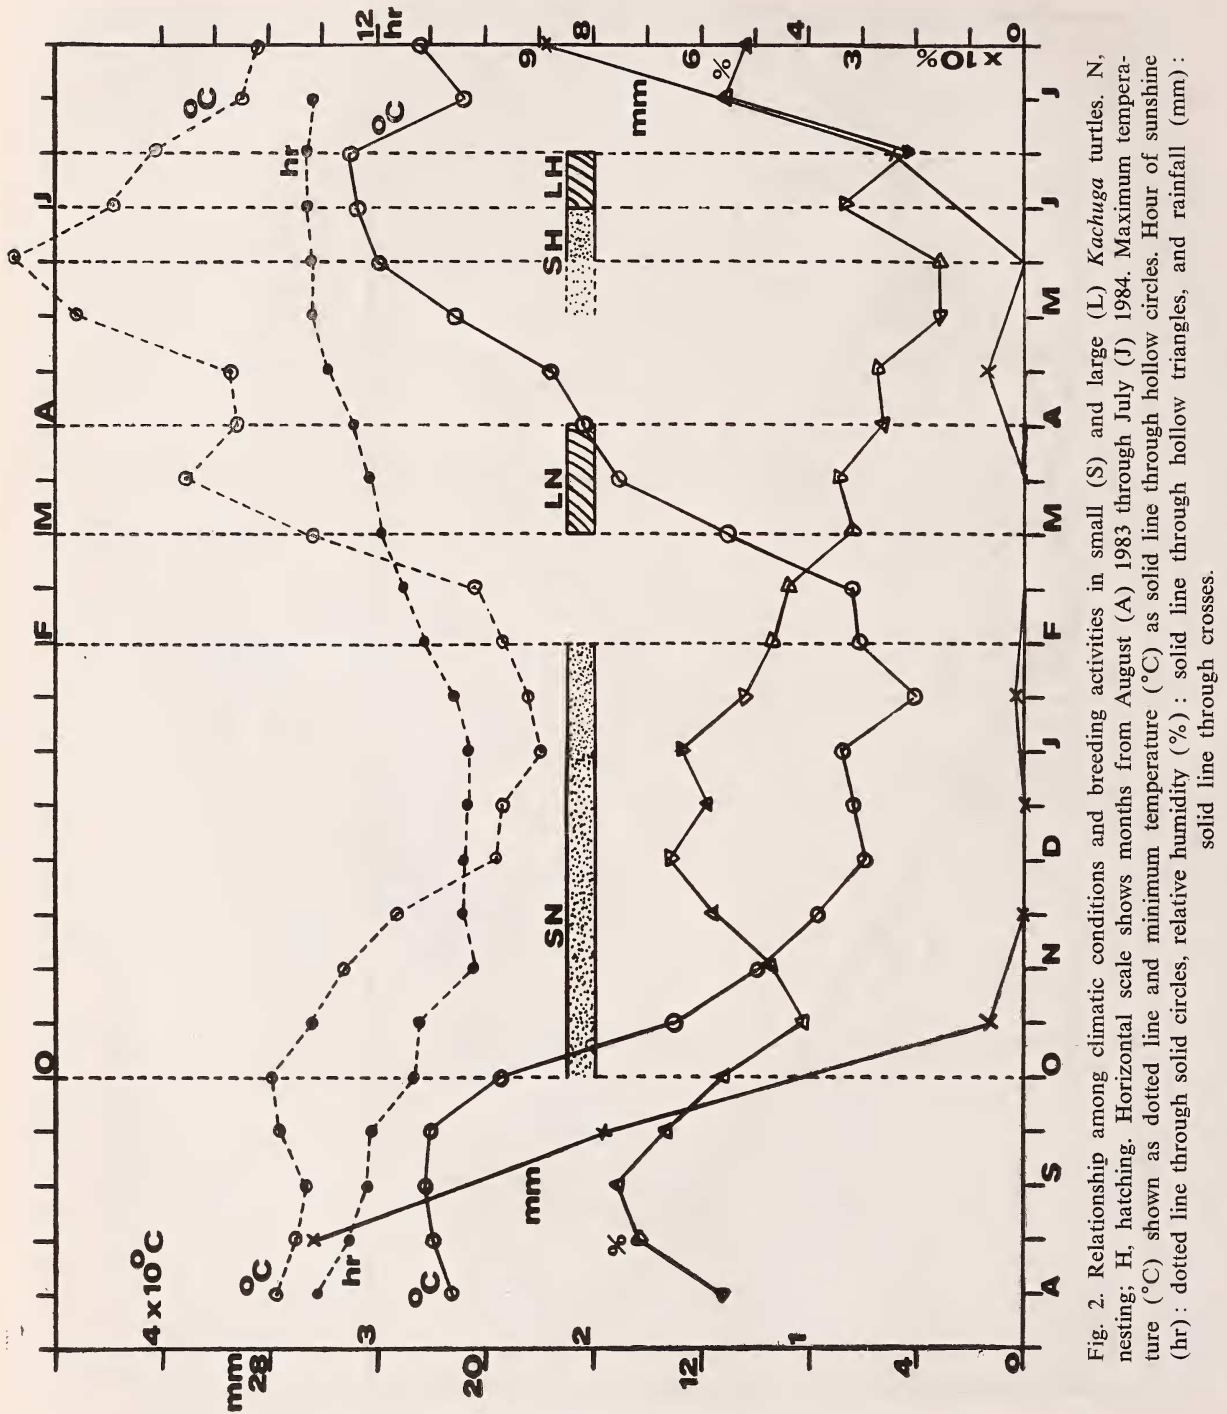 mm
28
20
12
4
0
4 x 10°C
3
2
1
°C
hr
°C
%
mm
SN
LN
SH
LH
hr
°C
°C
mm
%
12
hr
8
4
0
9
6
3
x 10%
O
F
M
A
J
A
S
O
N
D
J
F
M
A
M
J
J
Fig. 2. Relationship among climatic conditions and breeding activities in small (S) and large (L) Kachuga turtles. N,
nesting; H, hatching. Horizontal scale shows months from August (A) 1983 through July (J) 1984. Maximum tempera-
ture (°C) shown as dotted line and minimum temperature (°C) as solid line through hollow circles. Hour of sunshine
(hr): dotted line through solid circles, relative humidity (%): solid line through hollow triangles, and rainfall (mm):
solid line through crosses.